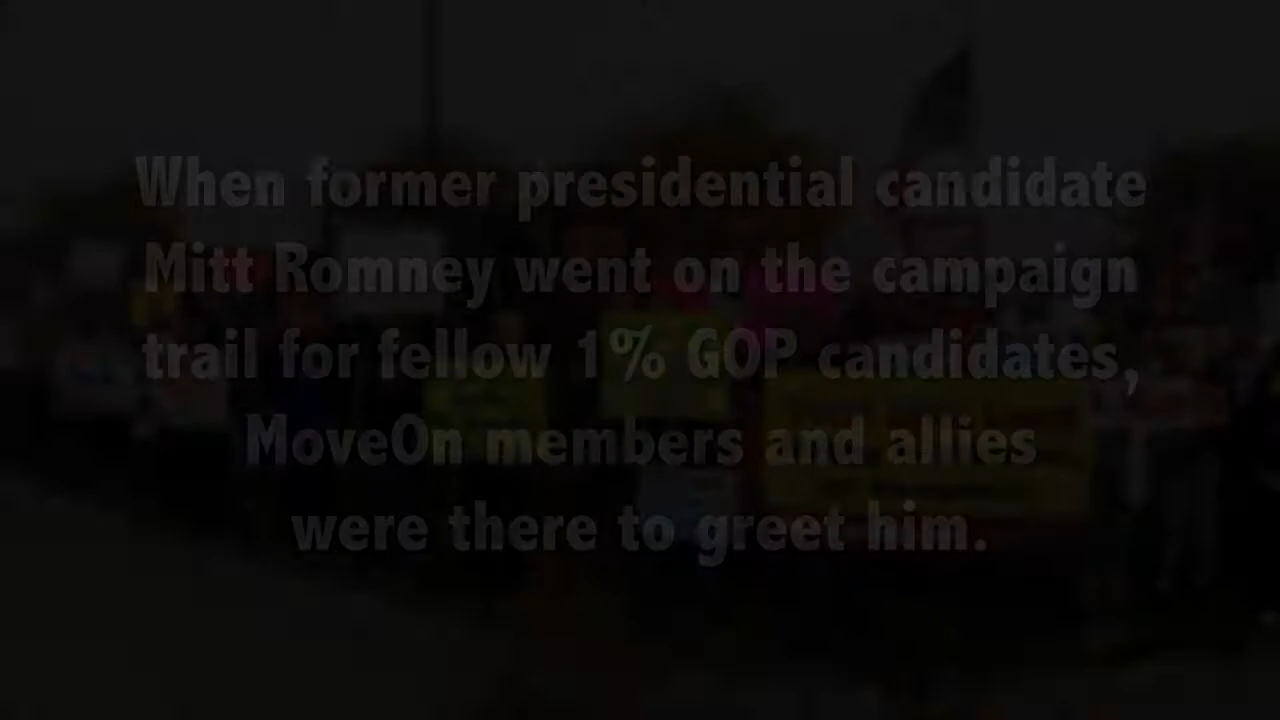 When former presidential candidate
Mitt Romney went on the campaign
trail for fellow 1% GOP candidates,
MoveOn members and allies
were there to greet him.